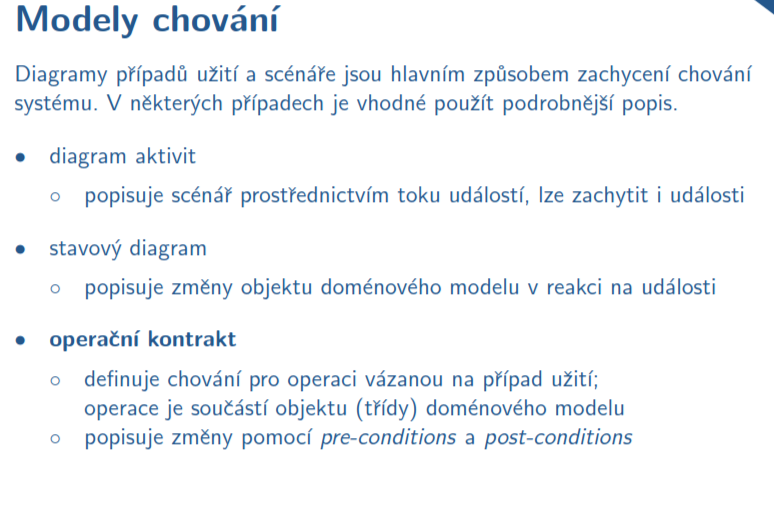 Modely chování
Diagramy případů užití a scénáře jsou hlavním způsobem zachycení chování
systému. V některých případech je vhodné použít podrobnější popis.
• diagram aktivit
○ popisuje scénář prostřednictvím toku událostí, lze zachytit i události
• stavový diagram
○ popisuje změny objektu doménového modelu v reakci na události
• operační kontrakt
○ definuje chování pro operaci vázanou na případ užití;
operace je součástí objektu (třídy) doménového modelu
○ popisuje změny pomocí pre-conditions a post-conditions